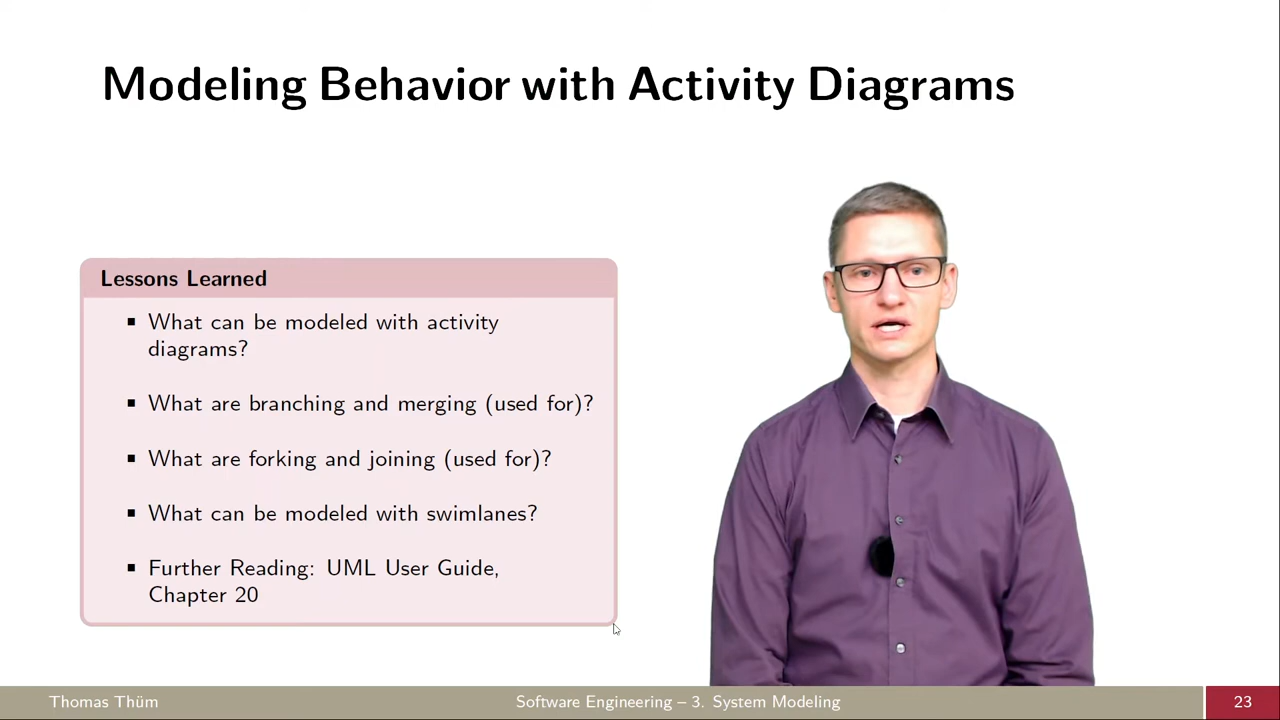 Modeling Behavior with Activity Diagrams
Lessons Learned
What can be modeled with activity
diagrams?
What are branching and merging (used for)?
What are forking and joining (used for)?
What can be modeled with swimlanes?
Further Reading: UML User Guide,
Chapter 20
Thomas Thüm
Software Engineering – 3. System Modeling
23